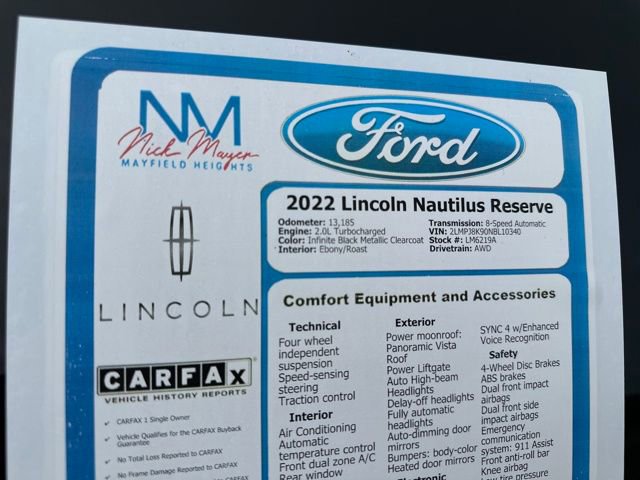 NM
Nick Mayer
MAYFIELD HEIGHTS
Ford
LINCOLN
2022 Lincoln Nautilus Reserve
Odometer: 13,185
Engine: 2.0L Turbocharged
Color: Infinite Black Metallic Clearcoat
Interior: Ebony/Roast
Transmission: 8-Speed Automatic
VIN: 2LMPJ8K90NBL10340
Stock #: LM6219A
Drivetrain: AWD
CARFAX
VEHICLE HISTORY REPORTS
✓ CARFAX 1 Single Owner
✓ Vehicle Qualifies for the CARFAX Buyback
Guarantee
✓ No Total Loss Reported to CARFAX
✓ No Frame Damage Reported to CARFAX
Comfort Equipment and Accessories
Technical
Four wheel
independent
suspension
Speed-sensing
steering
Traction control
Interior
Air Conditioning
Automatic
temperature control
Front dual zone A/C
Rear window
Exterior
Power moonroof:
Panoramic Vista
Roof
Power Liftgate
Auto High-beam
Headlights
Delay-off headlights
Fully automatic
headlights
Auto-dimming door
mirrors
Bumpers: body-color
Heated door mirrors
Electronic
SYNC 4 w/Enhanced
Voice Recognition
Safety
4-Wheel Disc Brakes
ABS brakes
Dual front impact
airbags
Dual front side
impact airbags
Emergency
communication
system: 911 Assist
Front anti-roll bar
Knee airbag
Low tire pressure